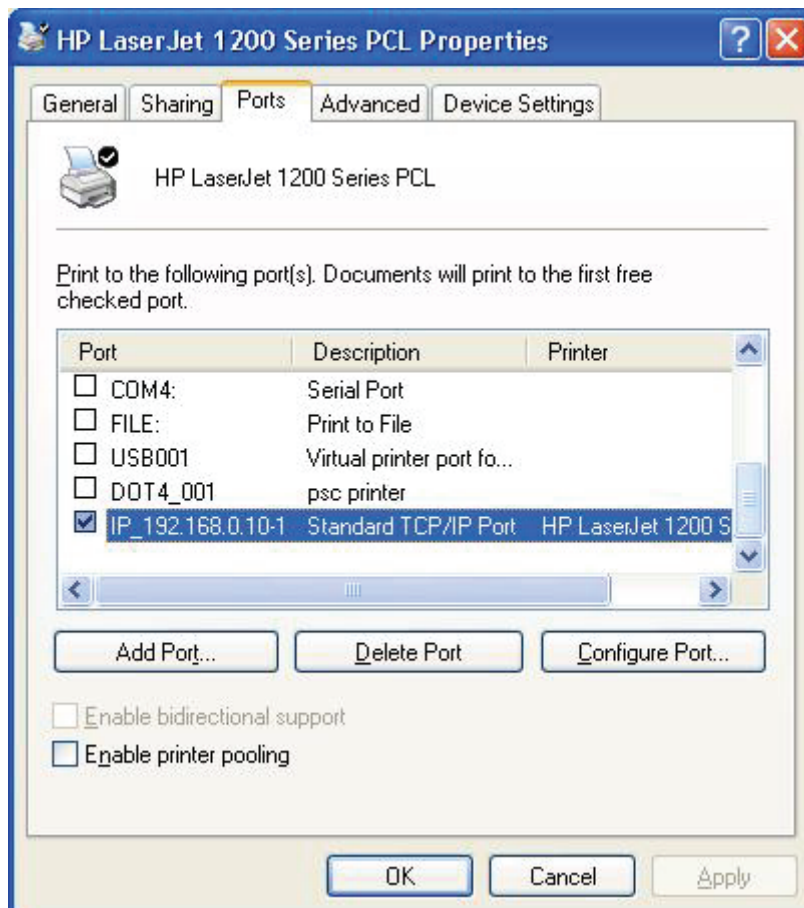 HP LaserJet 1200 Series PCL Properties
General Sharing Ports Advanced Device Settings
HP LaserJet 1200 Series PCL
Print to the following port(s). Documents will print to the first free
checked port.
Port Description Printer
COM4: Serial Port
FILE: Print to File
USB001 Virtual printer port fo...
DOT4_001 psc printer
IP_192.168.0.10-1 Standard TCP/IP Port HP LaserJet 1200 S
Add Port... Delete Port Configure Port...
Enable bidirectional support
Enable printer pooling
OK Cancel Apply